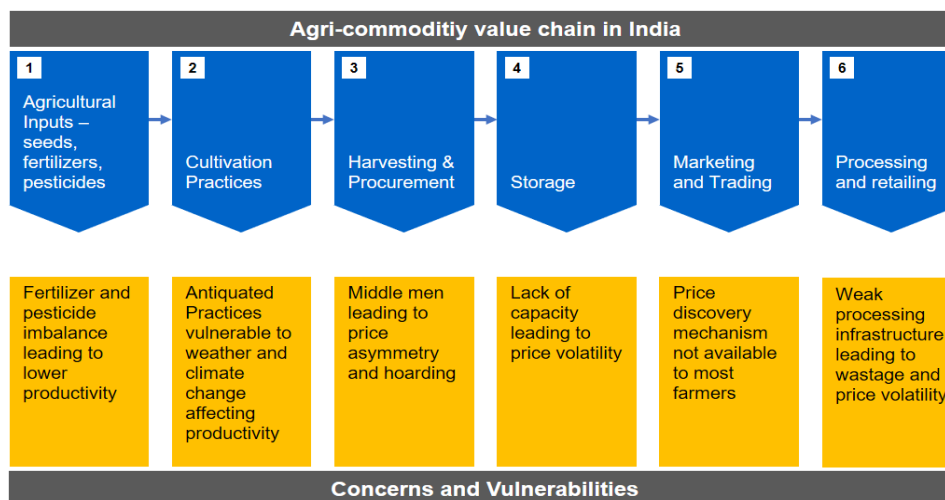 Agri-commoditiy value chain in India
1
Agricultural
Inputs –
seeds,
fertilizers,
pesticides
2
Cultivation
Practices
3
Harvesting &
Procurement
4
Storage
5
Marketing
and Trading
6
Processing
and retailing
Fertilizer and
pesticide
imbalance
leading to
lower
productivity
Antiquated
Practices
vulnerable to
weather and
climate
change
affecting
productivity
Middle men
leading to
price
asymmetry
and hoarding
Lack of
capacity
leading to
price volatility
Price
discovery
mechanism
not available
to most
farmers
Weak
processing
infrastructure
leading to
wastage and
price volatility
Concerns and Vulnerabilities